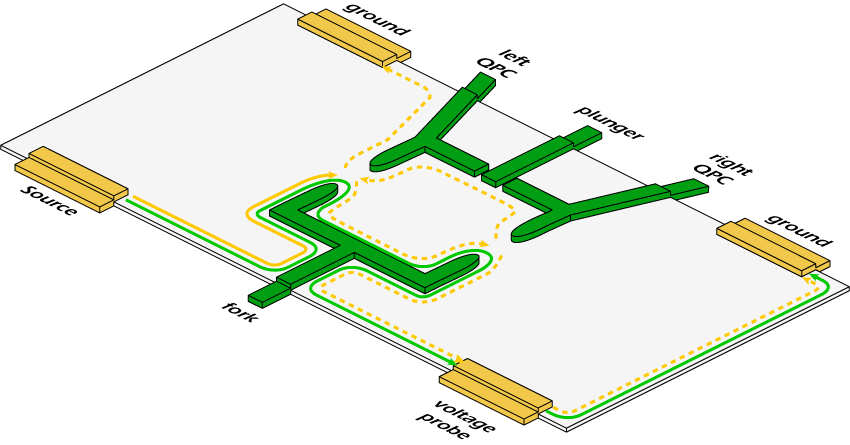 ground
left
QPC
plunger
right
QPC
Source
ground
fork
voltage
probe